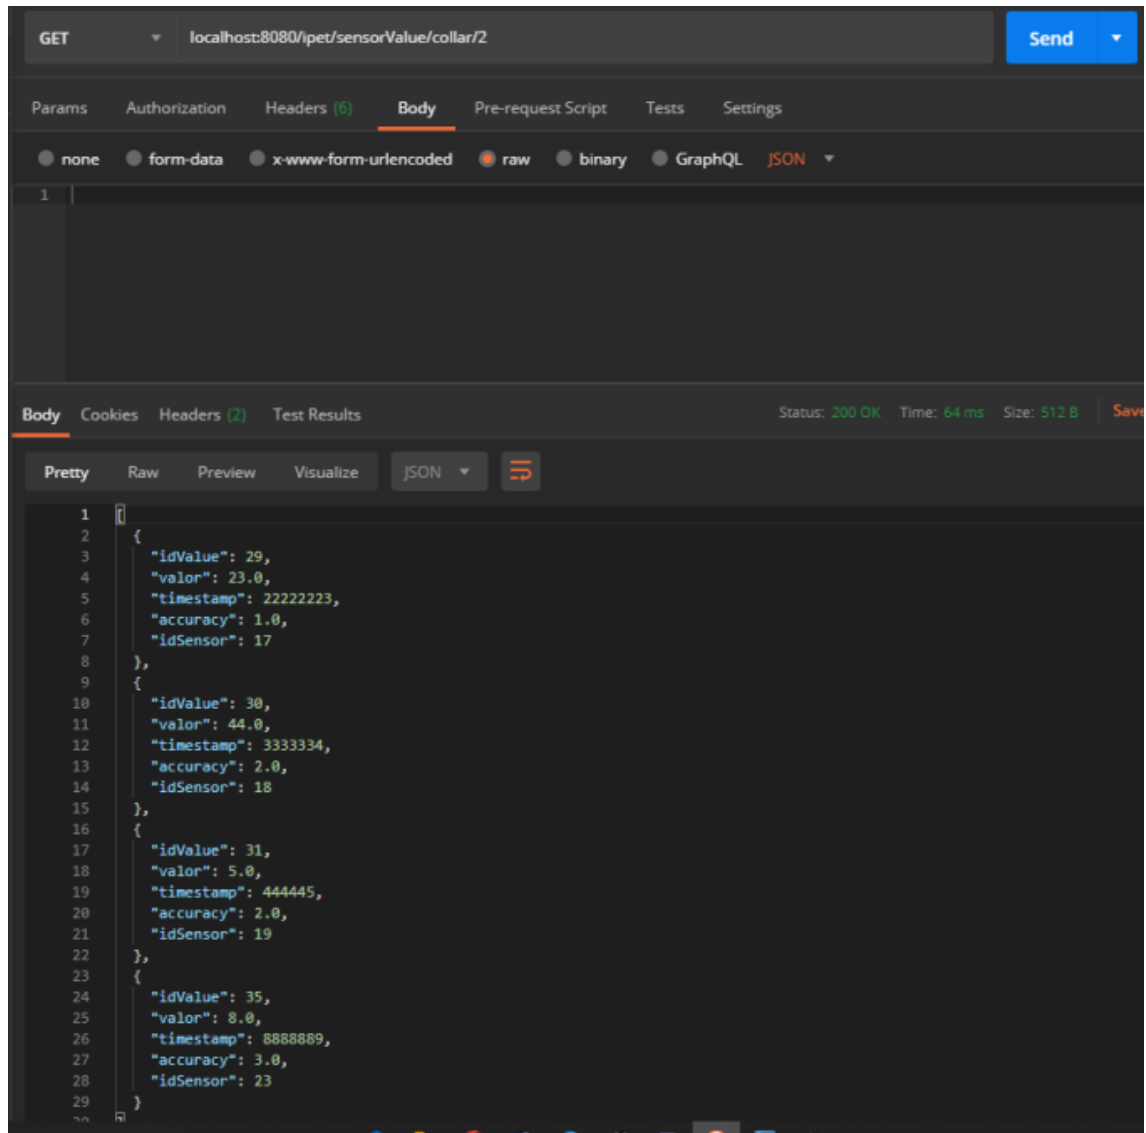 GET localhost:8080/ipet/sensorValue/collar/2 Send
Params Authorization Headers (6) Body Pre-request Script Tests Settings
none form-data x-www-form-urlencoded raw binary GraphQL JSON
1
Body Cookies Headers (2) Test Results Status: 200 OK Time: 64 ms Size: 512 B Save
Pretty Raw Preview Visualize JSON
1 [
2 {
3 "idValue": 29,
4 "valor": 23.0,
5 "timestamp": 22222223,
6 "accuracy": 1.0,
7 "idSensor": 17
8 },
9 {
10 "idValue": 30,
11 "valor": 44.0,
12 "timestamp": 3333334,
13 "accuracy": 2.0,
14 "idSensor": 18
15 },
16 {
17 "idValue": 31,
18 "valor": 5.0,
19 "timestamp": 444445,
20 "accuracy": 2.0,
21 "idSensor": 19
22 },
23 {
24 "idValue": 35,
25 "valor": 8.0,
26 "timestamp": 8888889,
27 "accuracy": 3.0,
28 "idSensor": 23
29 }
30 ]